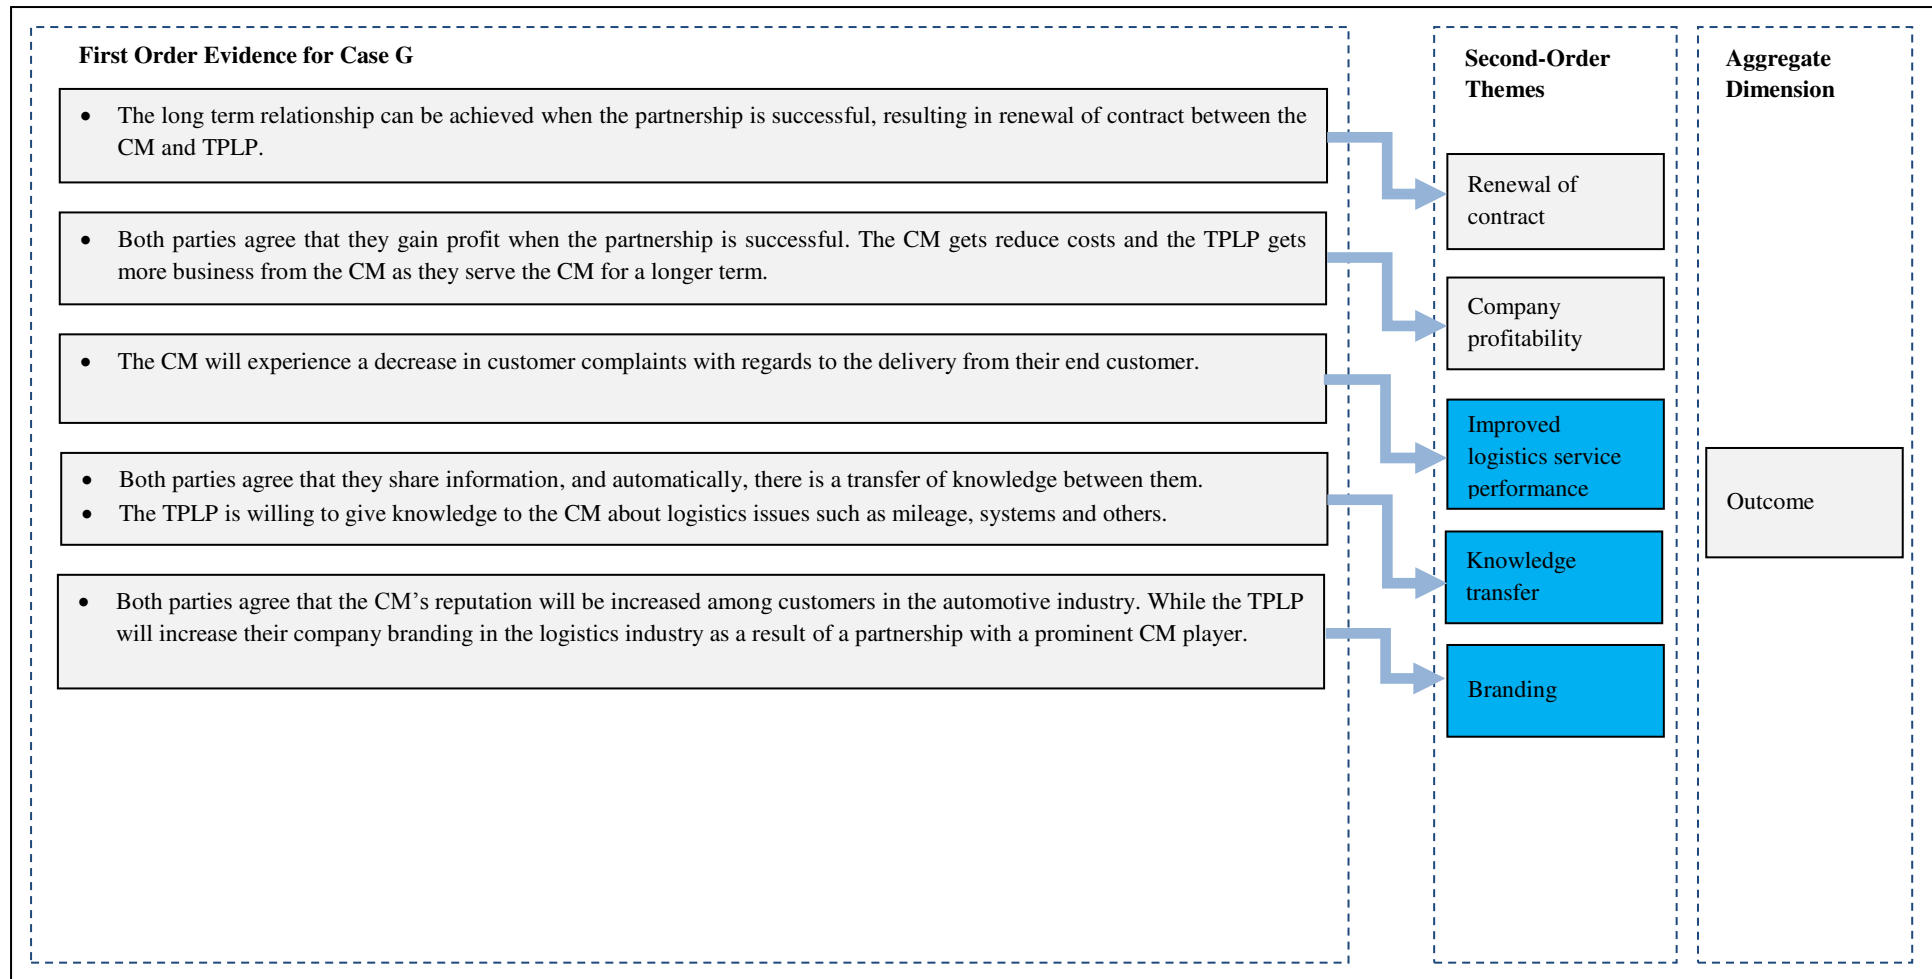 First Order Evidence for Case G
• The long term relationship can be achieved when the partnership is successful, resulting in renewal of contract between the
CM and TPLP.
• Both parties agree that they gain profit when the partnership is successful. The CM gets reduce costs and the TPLP gets
more business from the CM as they serve the CM for a longer term.
• The CM will experience a decrease in customer complaints with regards to the delivery from their end customer.
• Both parties agree that they share information, and automatically, there is a transfer of knowledge between them.
• The TPLP is willing to give knowledge to the CM about logistics issues such as mileage, systems and others.
• Both parties agree that the CM’s reputation will be increased among customers in the automotive industry. While the TPLP
will increase their company branding in the logistics industry as a result of a partnership with a prominent CM player.
Second-Order
Themes
Renewal of
contract
Company
profitability
Improved
logistics service
performance
Knowledge
transfer
Branding
Aggregate
Dimension
Outcome